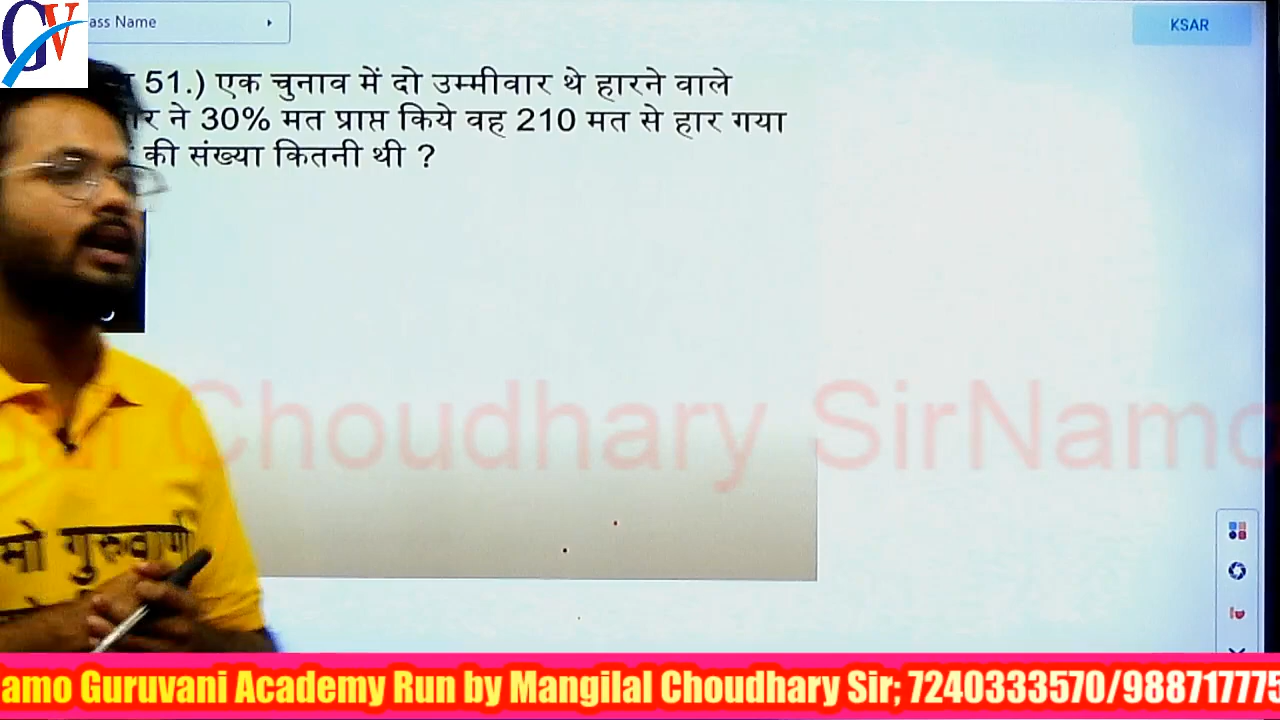 GV
ass Name
KSAR
51.) एक चुनाव में दो उम्मीवार थे हारने वाले
ार ने 30% मत प्राप्त किये वह 210 मत से हार गया
की संख्या कितनी थी ?
Choudhary SirNamo
मो गुरुवाणी
amo Guruvani Academy Run by Mangilal Choudhary Sir; 7240333570/988717775